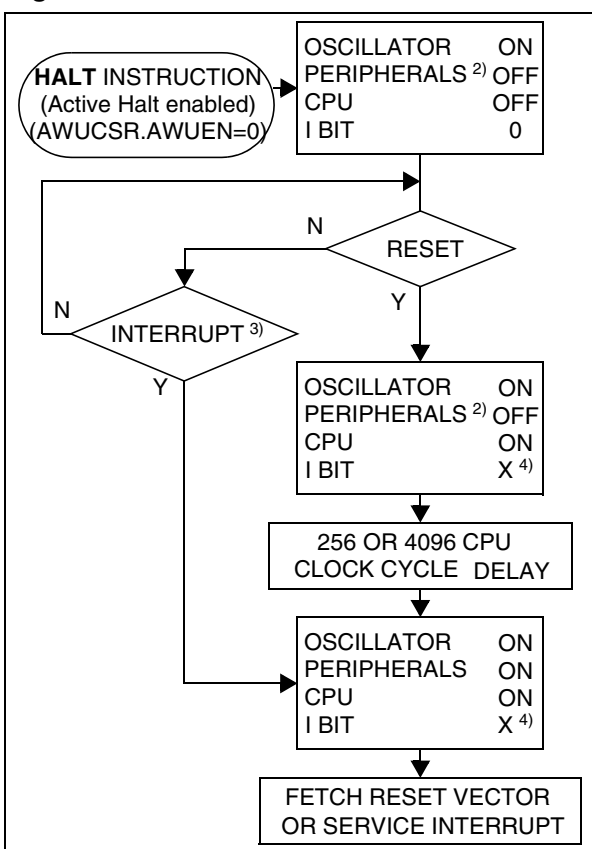 HALT INSTRUCTION
(Active Halt enabled)
(AWUCSR.AWUEN=0)
OSCILLATOR ON
PERIPHERALS 2) OFF
CPU OFF
I BIT 0
N
RESET
N
INTERRUPT 3)
Y
Y
OSCILLATOR ON
PERIPHERALS 2) OFF
CPU ON
I BIT X 4)
256 OR 4096 CPU
CLOCK CYCLE DELAY
OSCILLATOR ON
PERIPHERALS ON
CPU ON
I BIT X 4)
FETCH RESET VECTOR
OR SERVICE INTERRUPT